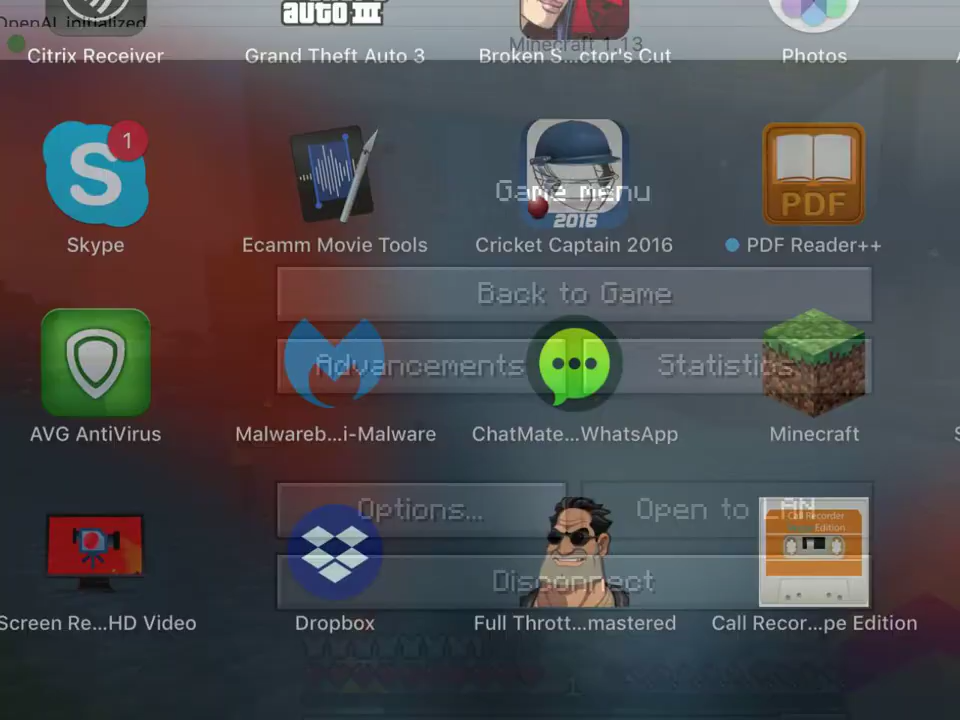 OpenAL initialized.
auto III
Minecraft 1.13
Citrix Receiver
Grand Theft Auto 3
Broken S...ctor's Cut
Photos
1
S
Game menu
2016
PDF
Skype
Ecamm Movie Tools
Cricket Captain 2016
PDF Reader++
Back to Game
Advancements
Statistics
AVG AntiVirus
Malwareb...i-Malware
ChatMate...WhatsApp
Minecraft
Options...
Open to LAN
Call Recorder
Edition
Disconnect
Screen Re...HD Video
Dropbox
Full Thrott...mastered
Call Recor...pe Edition
1